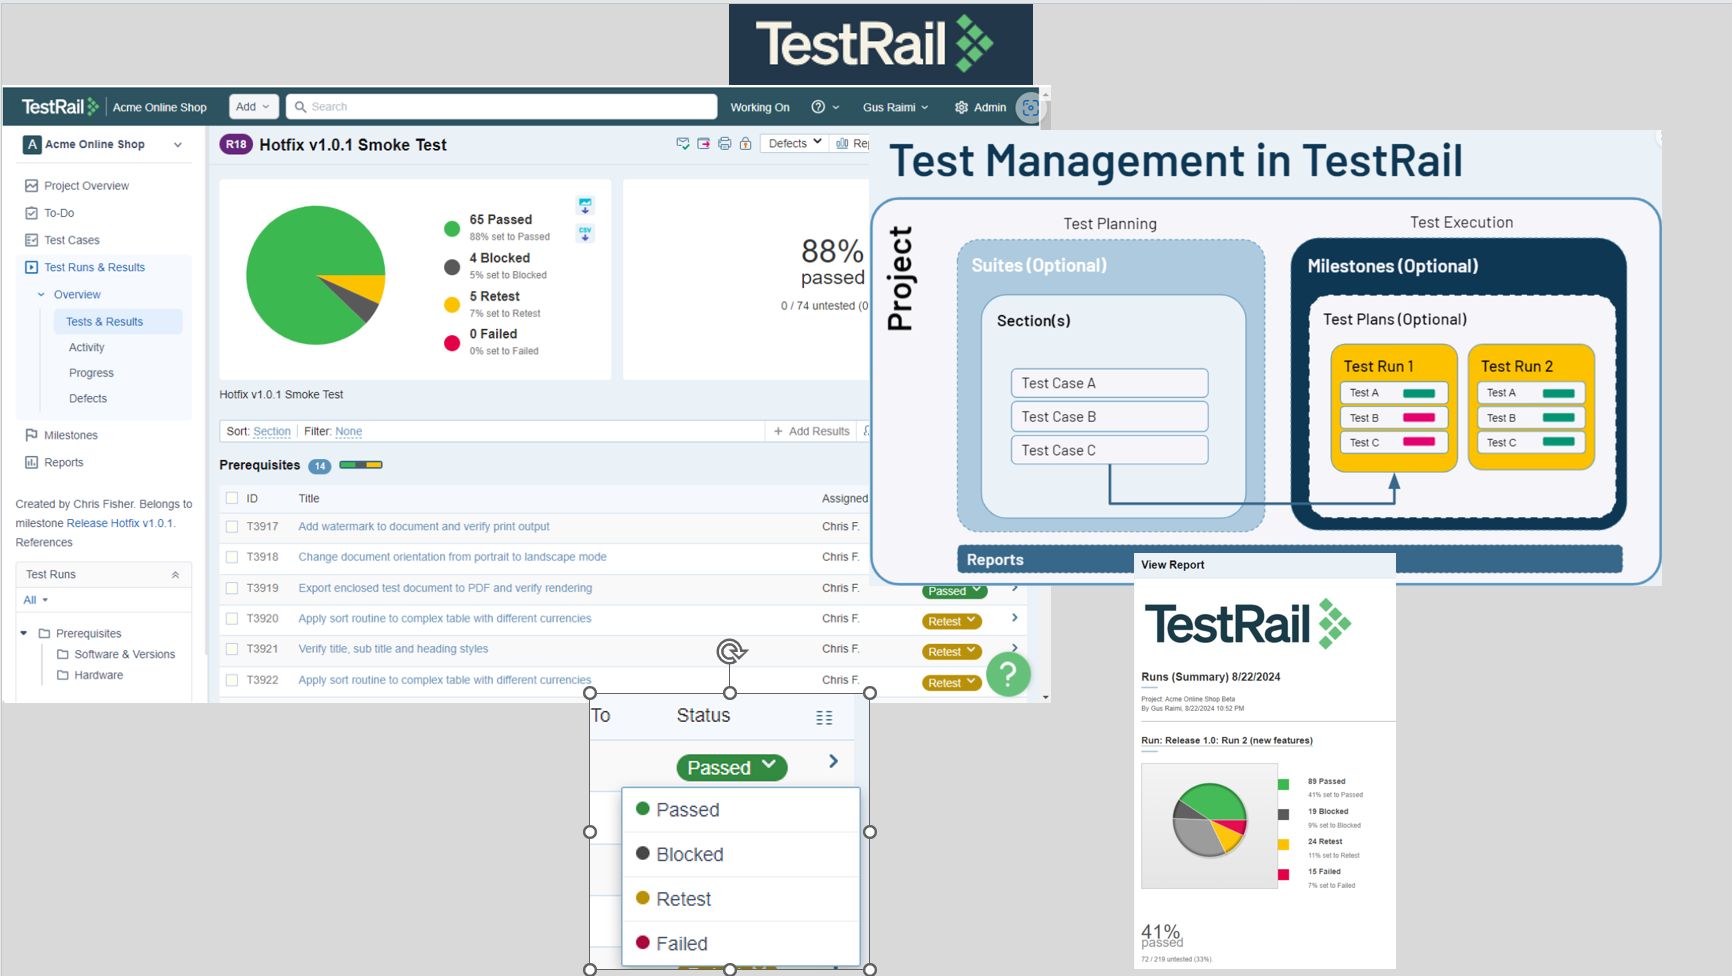 TestRail
TestRail
Acme Online Shop
Add
Search
Working On
Gus Raimi
Admin
A Acme Online Shop
Project Overview
To-Do
Test Cases
Test Runs & Results
Overview
Tests & Results
Activity
Progress
Defects
Milestones
Reports
Created by Chris Fisher. Belongs to
milestone Release Hotfix v1.0.1.
References
Test Runs
All
Prerequisites
Software & Versions
Hardware
R18 Hotfix v1.0.1 Smoke Test
Defects
65 Passed
88% set to Passed
4 Blocked
5% set to Blocked
5 Retest
7% set to Retest
0 Failed
0% set to Failed
CSV
88%
passed
0 / 74 untested (0
Hotfix v1.0.1 Smoke Test
Sort: Section Filter: None
+ Add Results
Prerequisites 14
ID Title Assigned
T3917 Add watermark to document and verify print output Chris F.
T3918 Change document orientation from portrait to landscape mode Chris F.
T3919 Export enclosed test document to PDF and verify rendering Chris F. Passed
T3920 Apply sort routine to complex table with different currencies Chris F. Retest
T3921 Verify title, sub title and heading styles Chris F. Retest
T3922 Apply sort routine to complex table with different currencies Chris F. Retest
?
To Status
Passed
Passed
Blocked
Retest
Failed
Test Management in TestRail
Project
Test Planning
Suites (Optional)
Section(s)
Test Case A
Test Case B
Test Case C
Test Execution
Milestones (Optional)
Test Plans (Optional)
Test Run 1
Test A
Test B
Test C
Test Run 2
Test A
Test B
Test C
Reports
View Report
TestRail
Runs (Summary) 8/22/2024
Project: Acme Online Shop Beta
By Gus Raimi, 8/22/2024 10:52 PM
Run: Release 1.0: Run 2 (new features)
89 Passed
41% set to Passed
19 Blocked
9% set to Blocked
24 Retest
11% set to Retest
15 Failed
7% set to Failed
41%
passed
72 / 219 untested (33%).